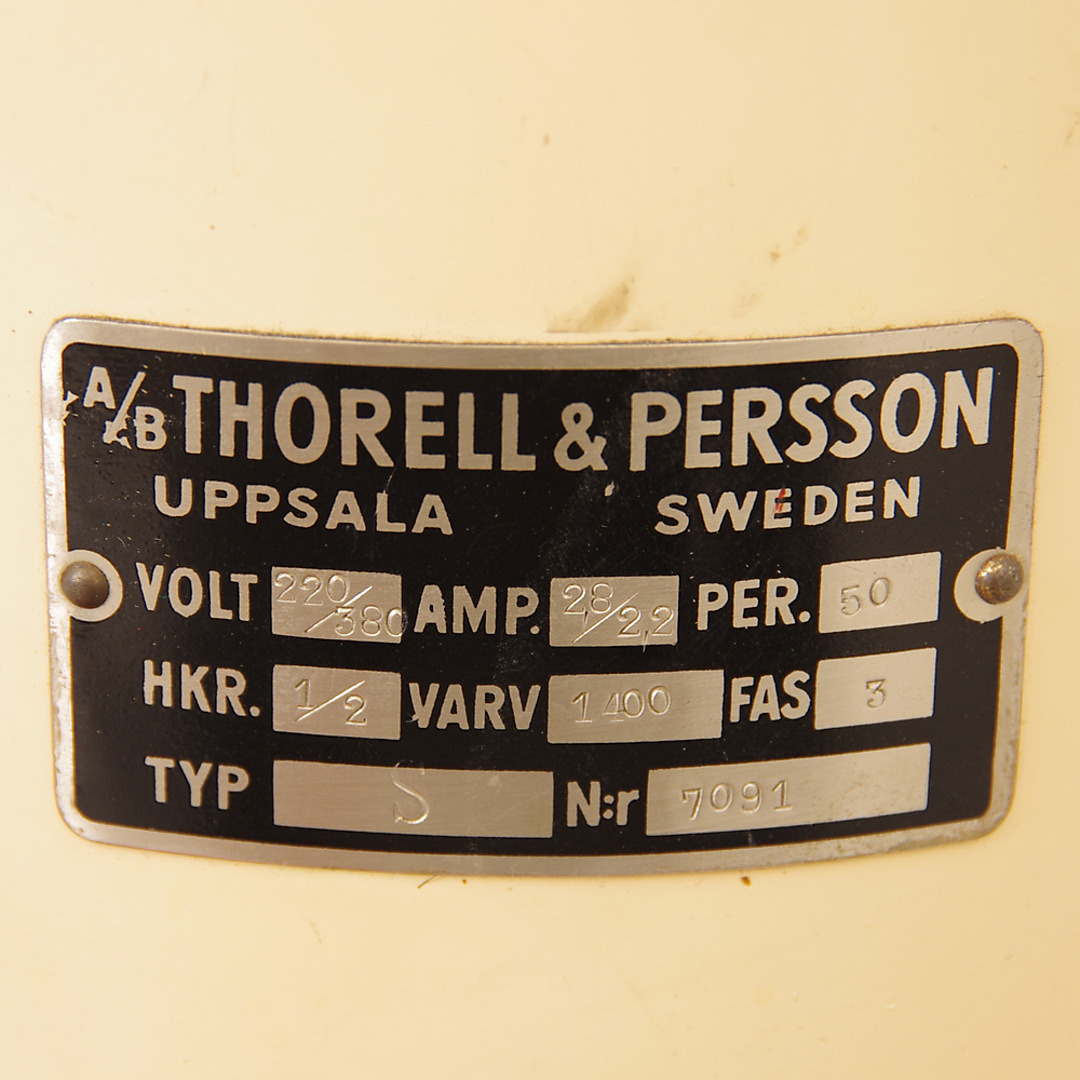 A/B THORELL & PERSSON
UPPSALA SWEDEN
VOLT 220/380 AMP. 2,8/2,2 PER. 50
HKR. 1/2 VARV 1400 FAS 3
TYP S N:r 7091